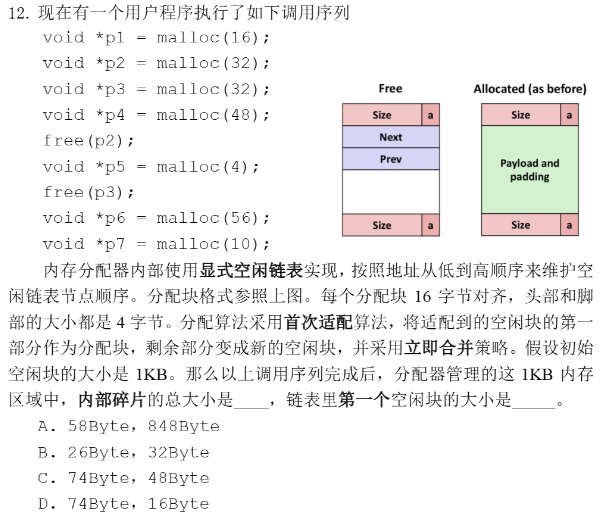 12. 现在有一个用户程序执行了如下调用序列
void *p1 = malloc(16);
void *p2 = malloc(32);
void *p3 = malloc(32);
void *p4 = malloc(48);
free(p2);
void *p5 = malloc(4);
free(p3);
void *p6 = malloc(56);
void *p7 = malloc(10);
Free
Allocated (as before)
Size a
Size a
Next
Prev
Payload and
padding
Size a
Size a
内存分配器内部使用显式空闲链表实现，按照地址从低到高顺序来维护空
闲链表节点顺序。分配块格式参照上图。每个分配块 16 字节对齐，头部和脚
部的大小都是 4 字节。分配算法采用首次适配算法，将适配到的空闲块的第一
部分作为分配块，剩余部分变成新的空闲块，并采用立即合并策略。假设初始
空闲块的大小是 1KB。那么以上调用序列完成后，分配器管理的这 1KB 内存
区域中，内部碎片的总大小是____，链表里第一个空闲块的大小是_____。
A. 58Byte，848Byte
B. 26Byte，32Byte
C. 74Byte，48Byte
D. 74Byte，16Byte